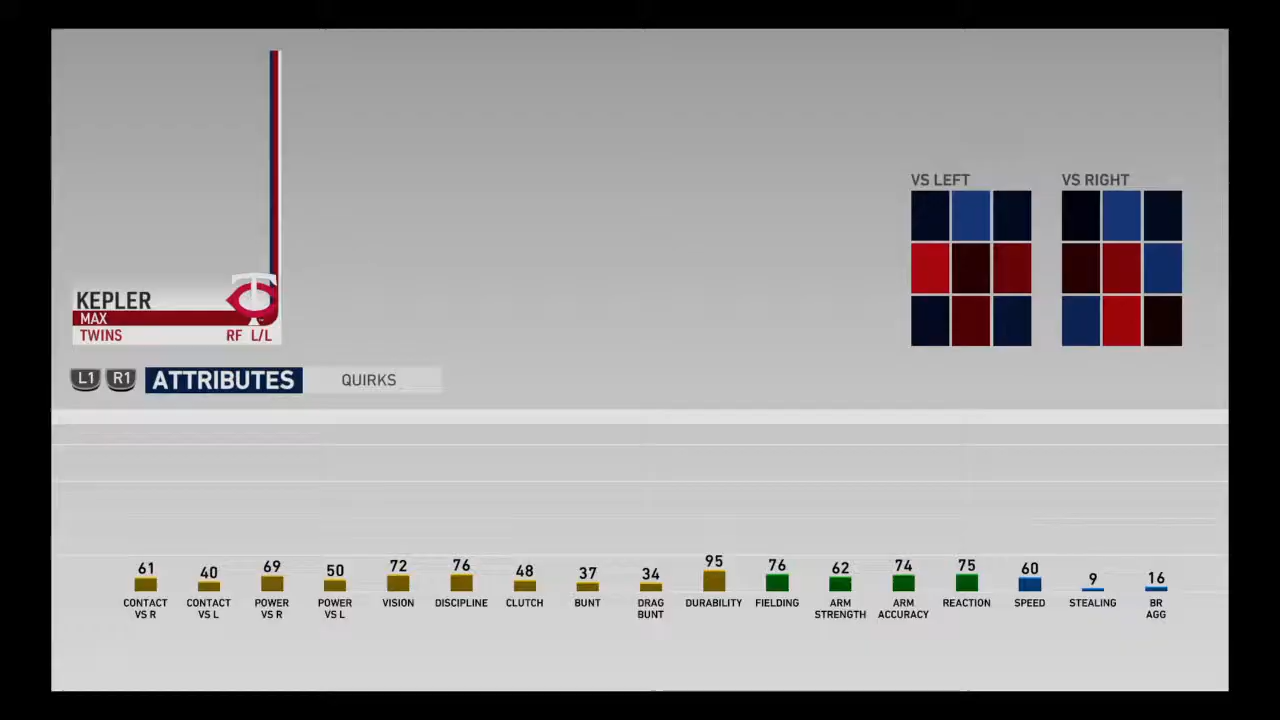 VS LEFT
VS RIGHT
KEPLER
MAX
TWINS RF L/L
L1 R1 ATTRIBUTES QUIRKS
61 40 69 50 72 76 48 37 34 95 76 62 74 75 60 9 16
CONTACT CONTACT POWER POWER VISION DISCIPLINE CLUTCH BUNT DRAG DURABILITY FIELDING ARM ARM REACTION SPEED STEALING BR
VS R VS L VS R VS L BUNT STRENGTH ACCURACY AGG